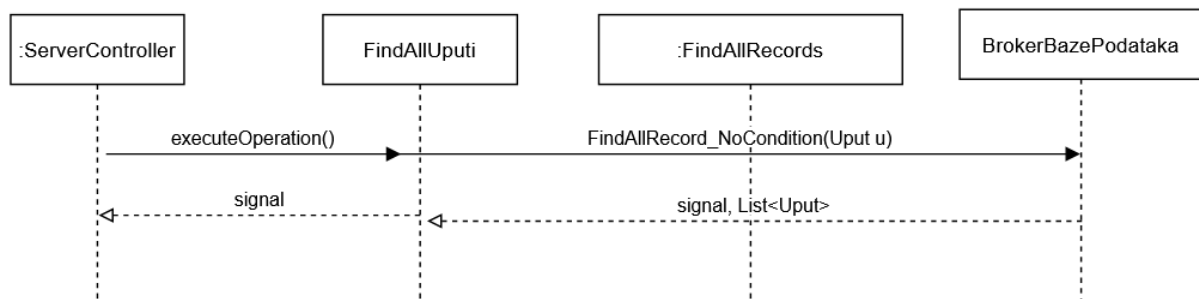 :ServerController
FindAllUputi
:FindAllRecords
BrokerBazePodataka
executeOperation()
FindAllRecord_NoCondition(Uput u)
signal
signal, List<Uput>